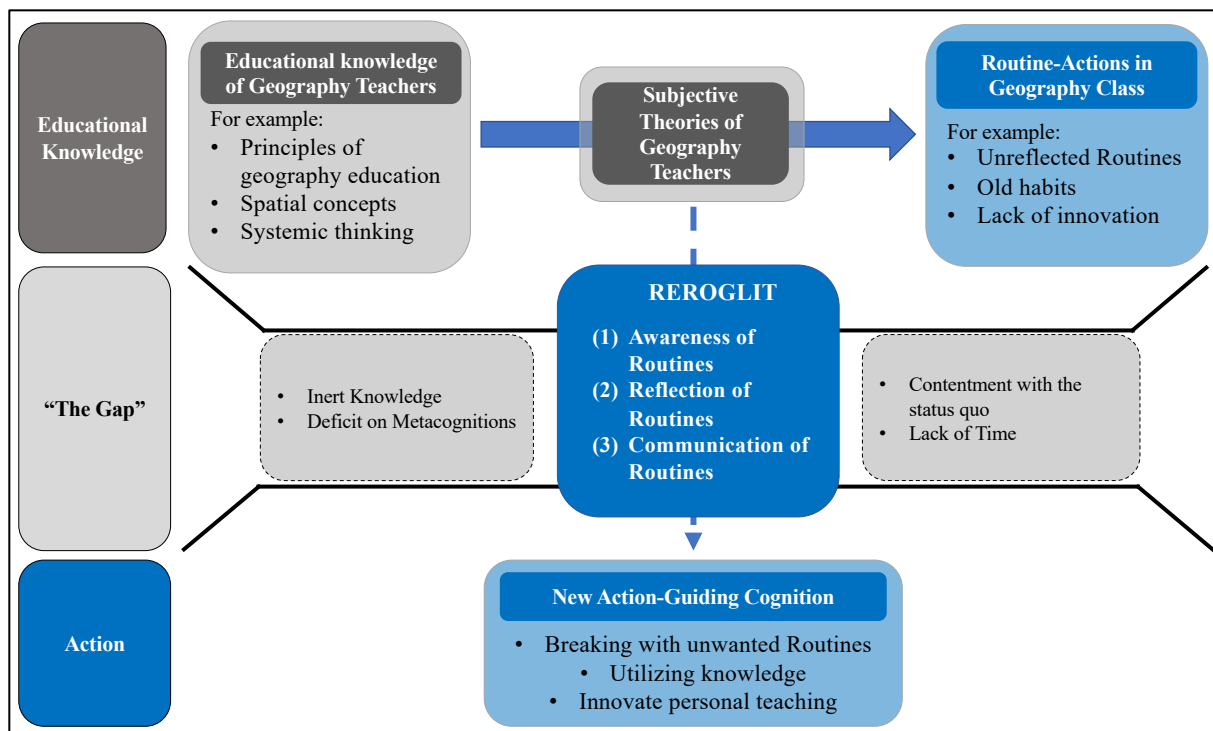 Educational
Knowledge
Educational knowledge
of Geography Teachers
For example:
• Principles of
geography education
• Spatial concepts
• Systemic thinking
Subjective
Theories of
Geography
Teachers
Routine-Actions in
Geography Class
For example:
• Unreflected Routines
• Old habits
• Lack of innovation
“The Gap”
• Inert Knowledge
• Deficit on Metacognitions
REROGLIT
(1) Awareness of
Routines
(2) Reflection of
Routines
(3) Communication of
Routines
• Contentment with the
status quo
• Lack of Time
Action
New Action-Guiding Cognition
• Breaking with unwanted Routines
• Utilizing knowledge
• Innovate personal teaching